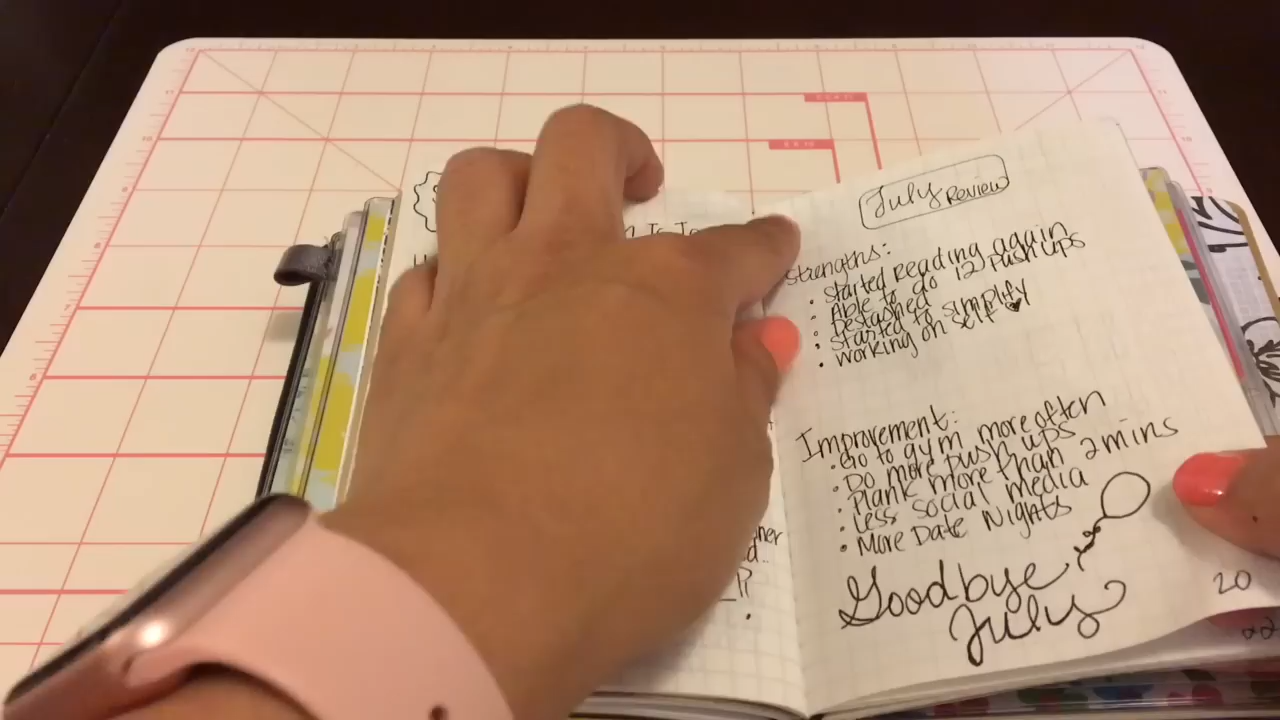 July Review
Strengths:
• started Reading again
• Able to do 12 push ups
• Destashed
• started to simplify
• working on self
Improvement:
• Go to gym more often
• Do more push ups
• Plank more than 2 mins
• Less social media
• More Date Nights
Goodbye
July
20